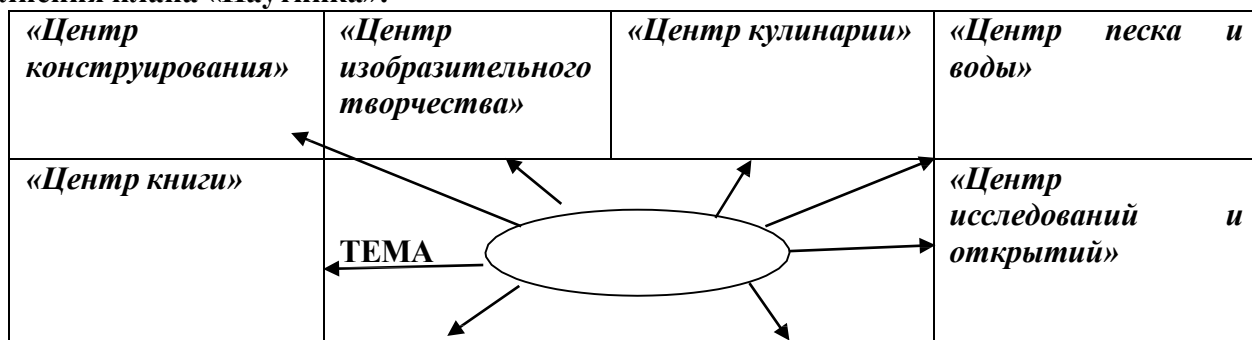 «Центр
конструирования»
«Центр
изобразительного
творчества»
«Центр кулинарии»
«Центр песка и
воды»
«Центр книги»
ТЕМА
«Центр
исследований и
открытий»